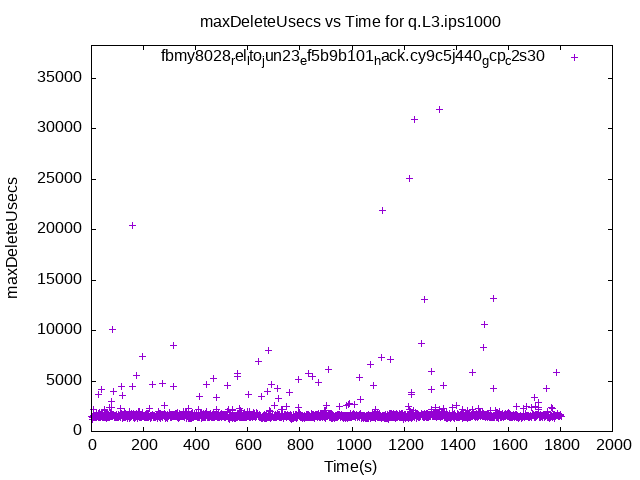 maxDeleteUsecs vs Time for q.L3.ips1000
fbmy8028relltojun23ef5b9b101hack.cy9c5j440gcpc2s30
35000
30000
25000
20000
15000
10000
5000
0
maxDeleteUsecs
0 200 400 600 800 1000 1200 1400 1600 1800 2000
Time(s)